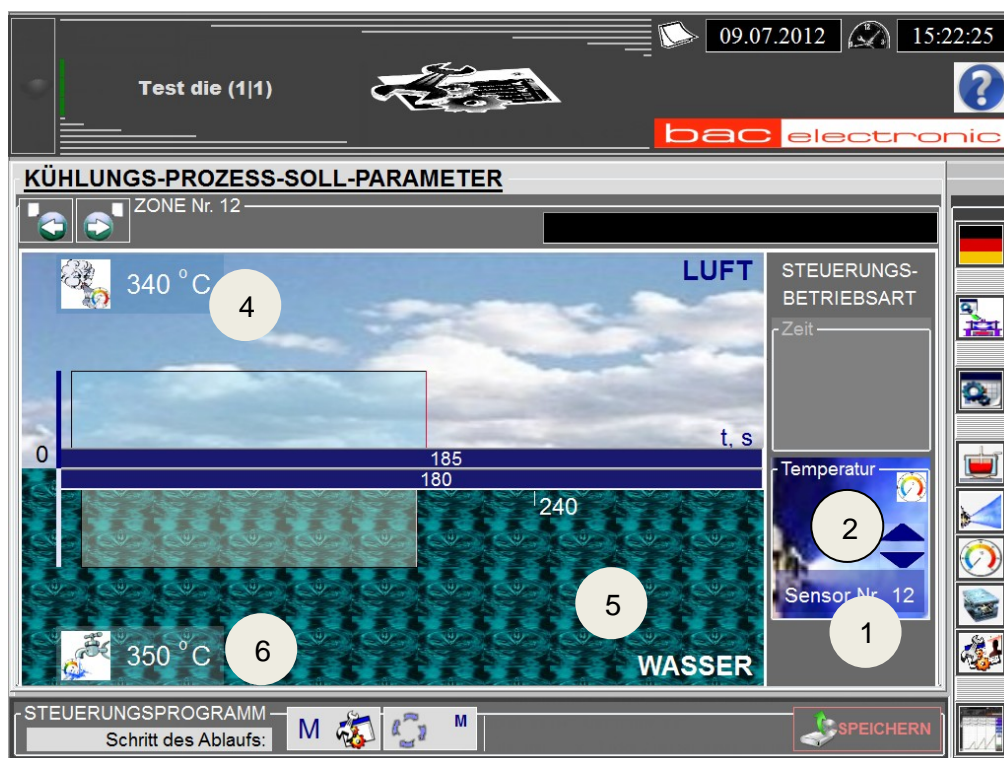 09.07.2012
15:22:25
Test die (1|1)
?
bac electronic
KÜHLUNGS-PROZESS-SOLL-PARAMETER
ZONE Nr. 12
340 °C
4
LUFT
STEUERUNGS-
BETRIEBSART
Zeit
t, s
0
185
180
240
Temperatur
2
Sensor Nr. 12
1
5
350 °C
6
WASSER
STEUERUNGSPROGRAMM
Schritt des Ablaufs:
M
M
SPEICHERN